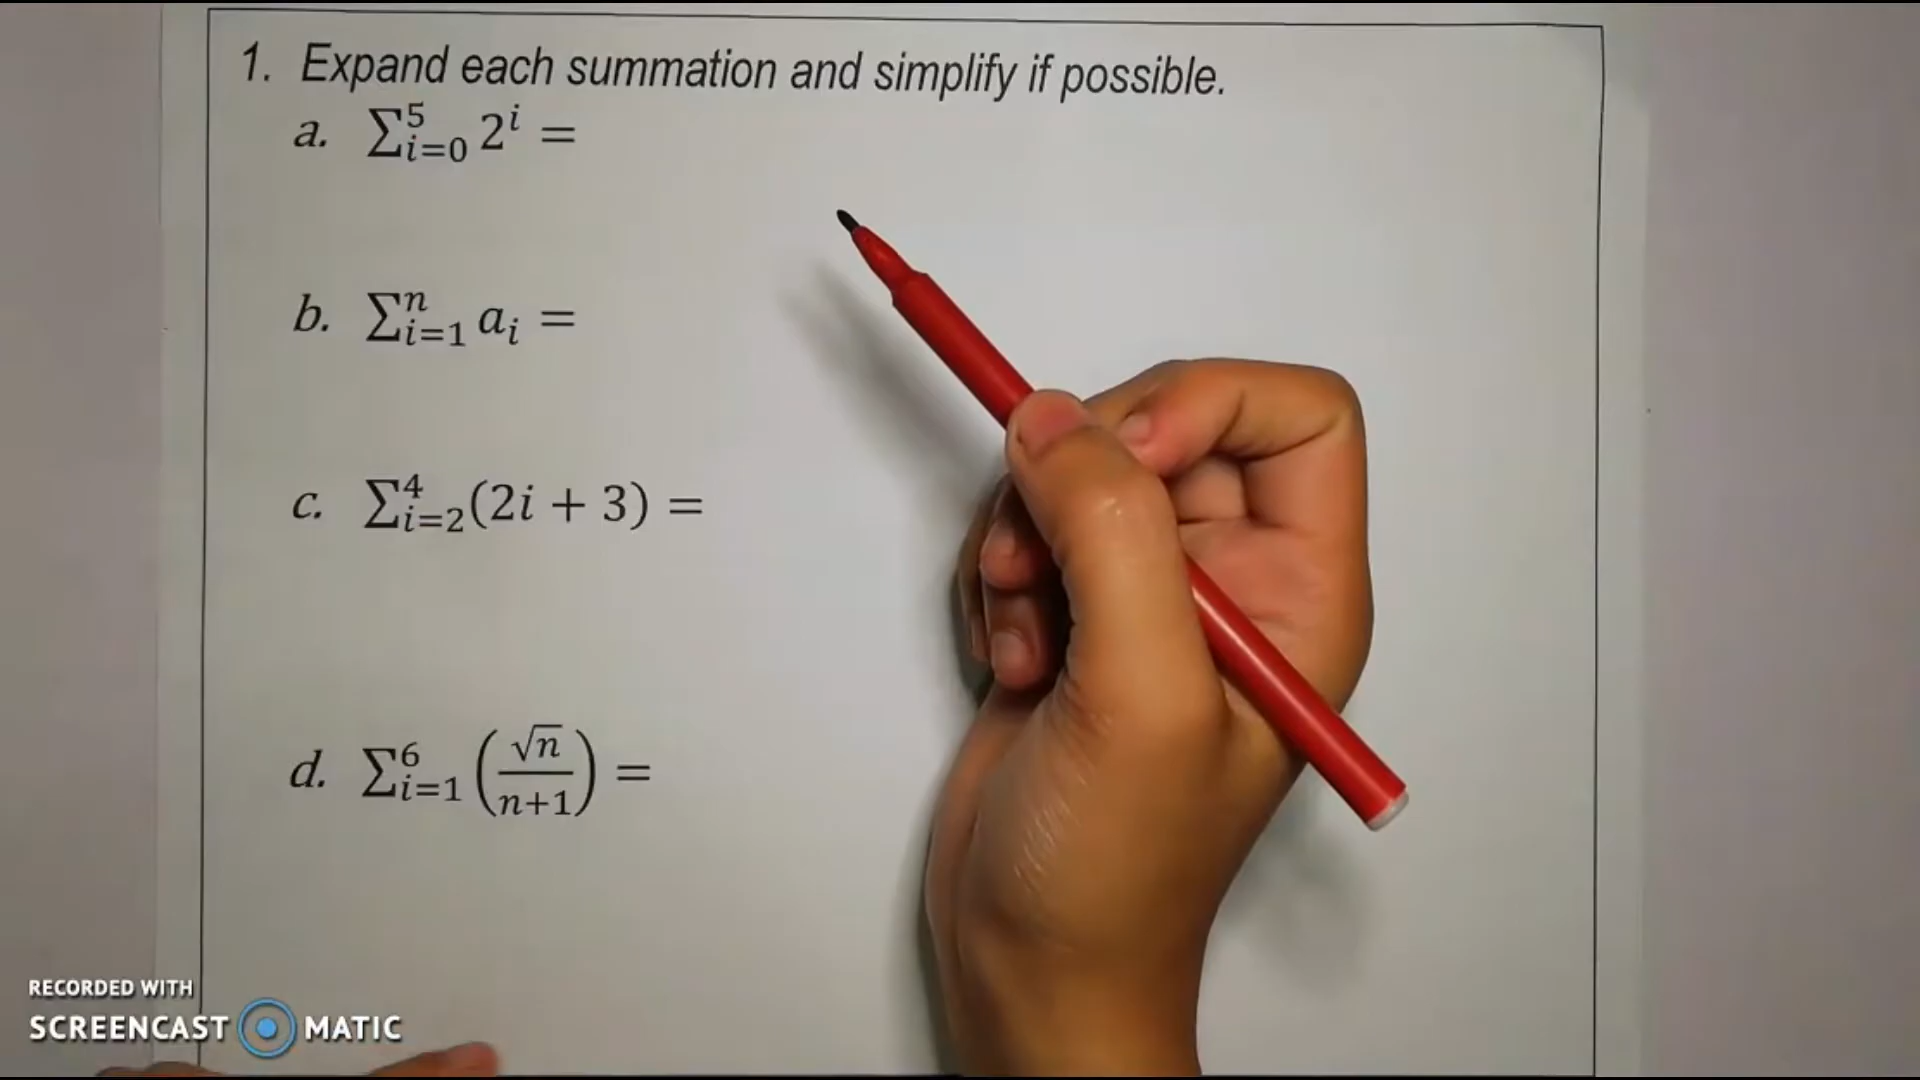 1. Expand each summation and simplify if possible.
a. ∑⁵ᵢ₌₀ 2ⁱ =
b. ∑ⁿᵢ₌₁ aᵢ =
c. ∑⁴ᵢ₌₂(2i + 3) =
d. ∑⁶ᵢ₌₁ (√n/n+1) =
RECORDED WITH
SCREENCAST MATIC